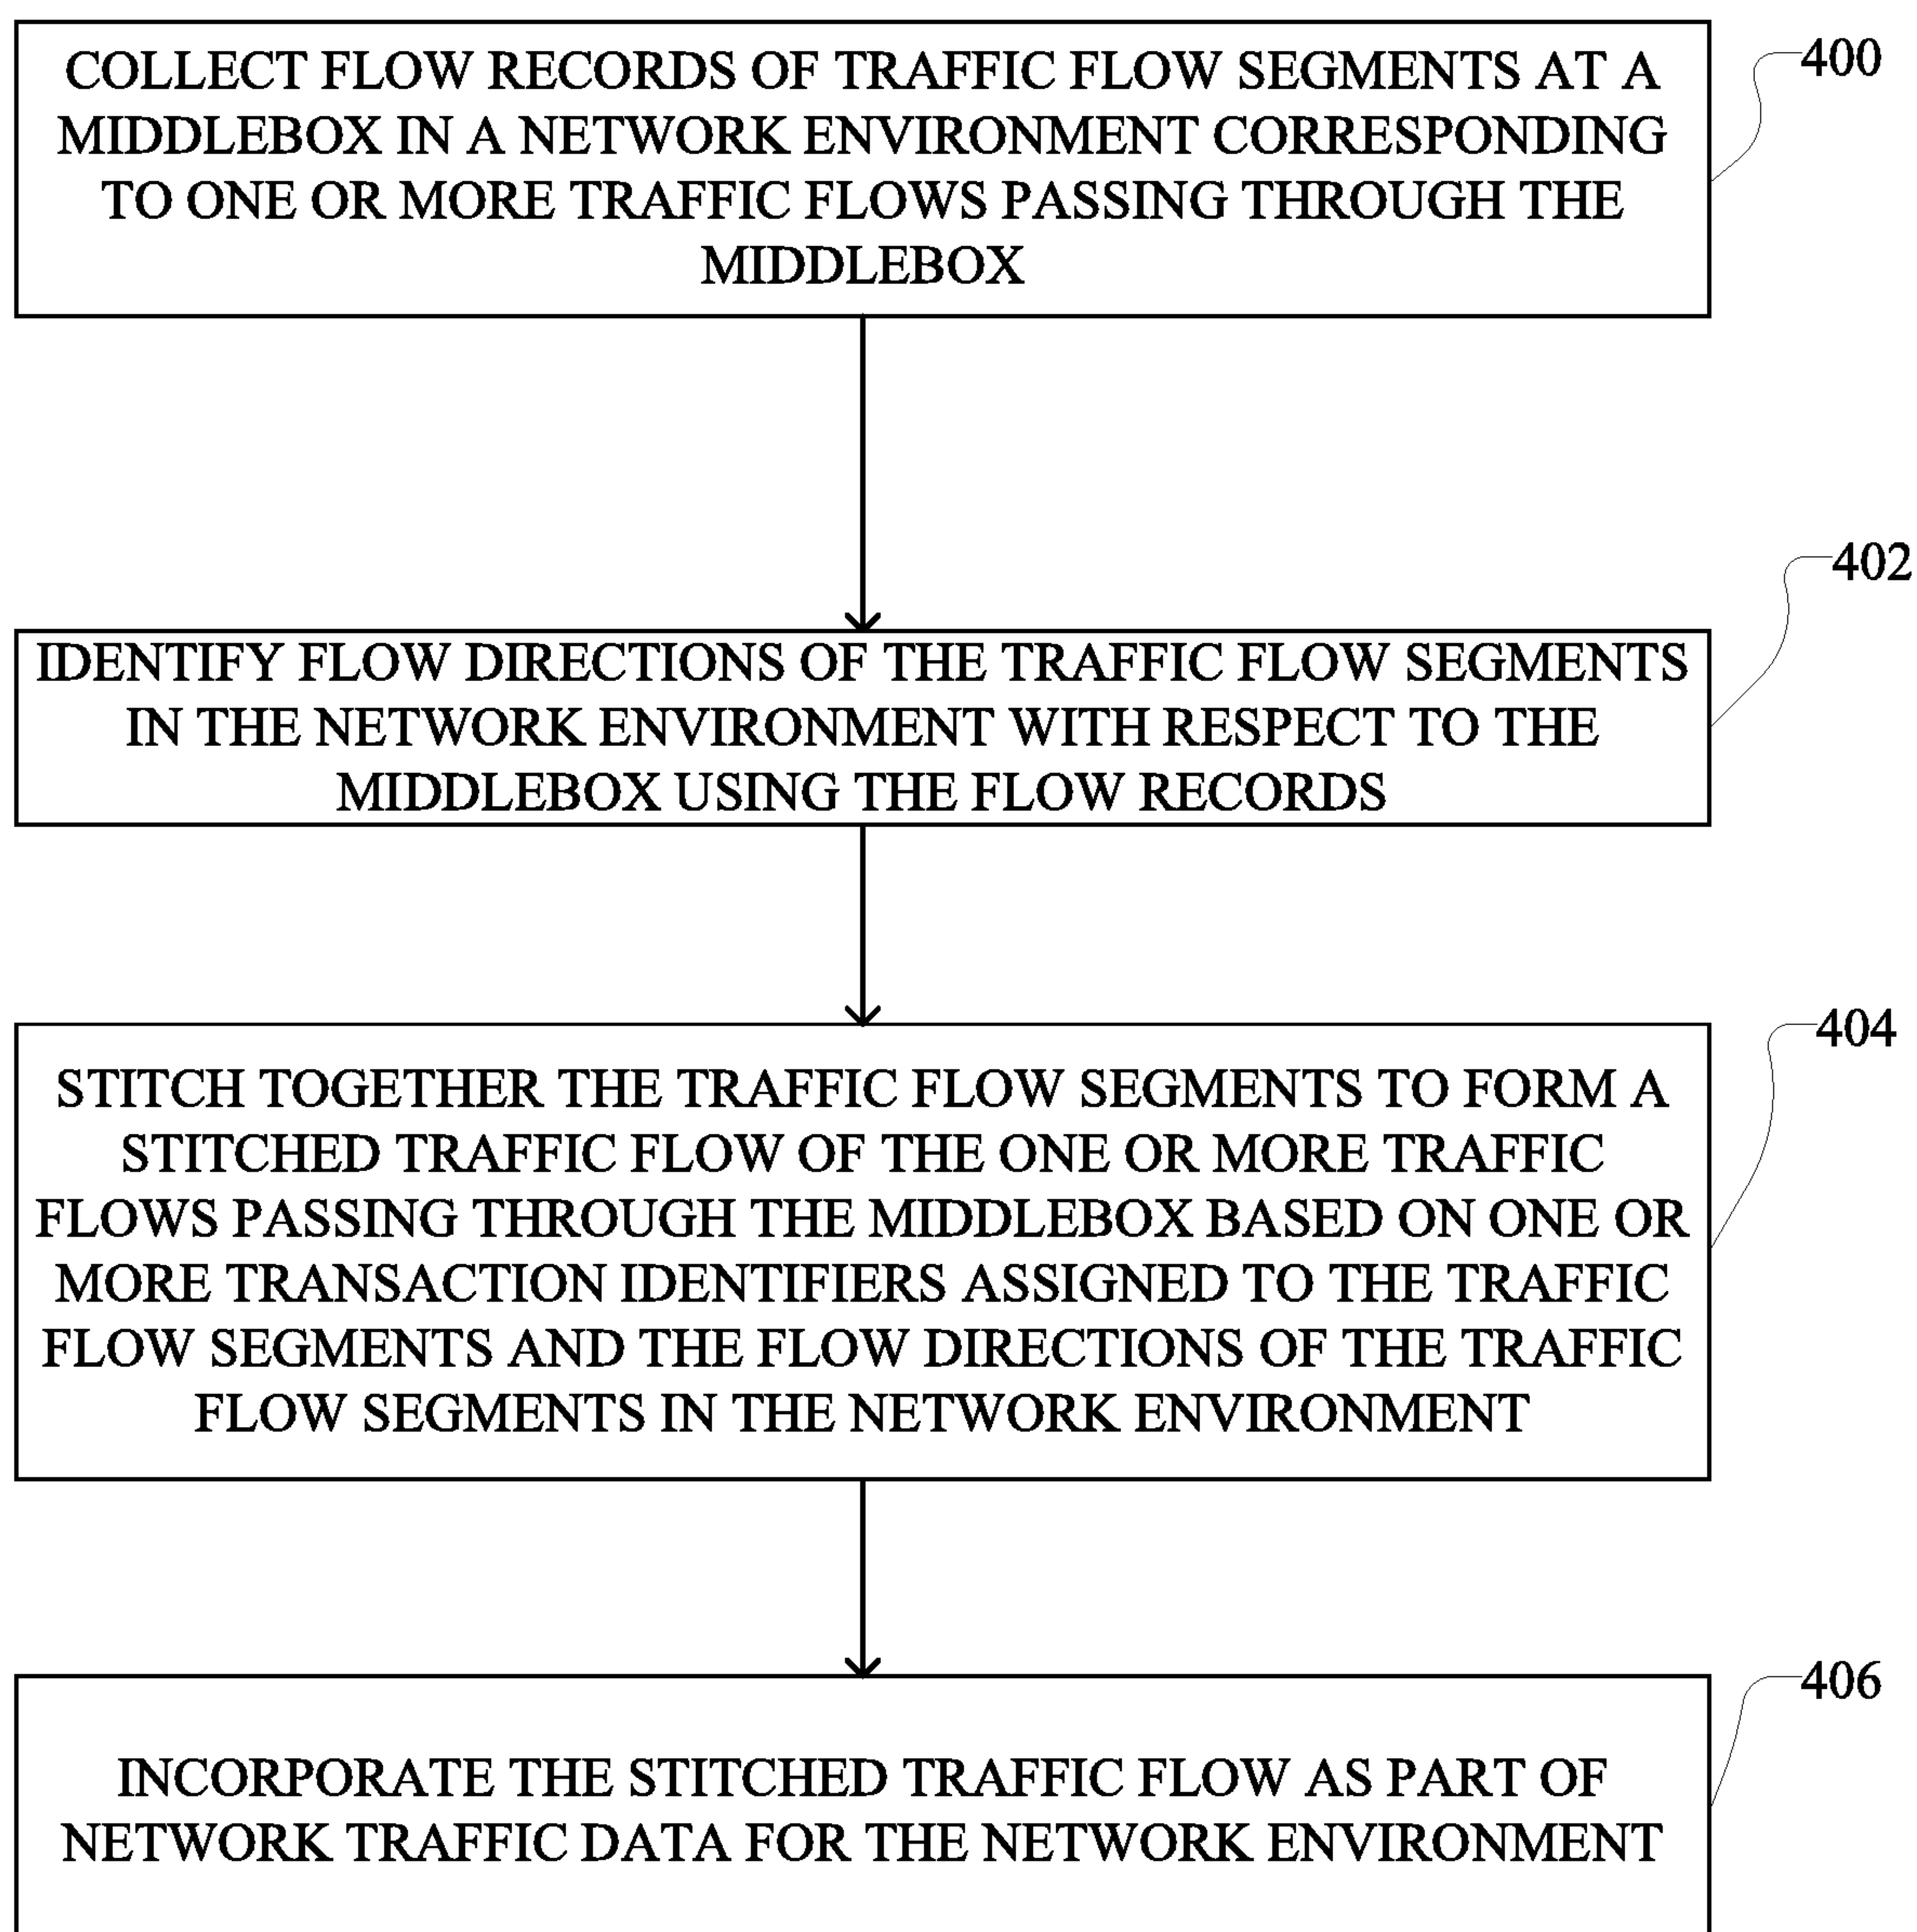 COLLECT FLOW RECORDS OF TRAFFIC FLOW SEGMENTS AT A
MIDDLEBOX IN A NETWORK ENVIRONMENT CORRESPONDING
TO ONE OR MORE TRAFFIC FLOWS PASSING THROUGH THE
MIDDLEBOX
400
IDENTIFY FLOW DIRECTIONS OF THE TRAFFIC FLOW SEGMENTS
IN THE NETWORK ENVIRONMENT WITH RESPECT TO THE
MIDDLEBOX USING THE FLOW RECORDS
402
STITCH TOGETHER THE TRAFFIC FLOW SEGMENTS TO FORM A
STITCHED TRAFFIC FLOW OF THE ONE OR MORE TRAFFIC
FLOWS PASSING THROUGH THE MIDDLEBOX BASED ON ONE OR
MORE TRANSACTION IDENTIFIERS ASSIGNED TO THE TRAFFIC
FLOW SEGMENTS AND THE FLOW DIRECTIONS OF THE TRAFFIC
FLOW SEGMENTS IN THE NETWORK ENVIRONMENT
404
INCORPORATE THE STITCHED TRAFFIC FLOW AS PART OF
NETWORK TRAFFIC DATA FOR THE NETWORK ENVIRONMENT
406